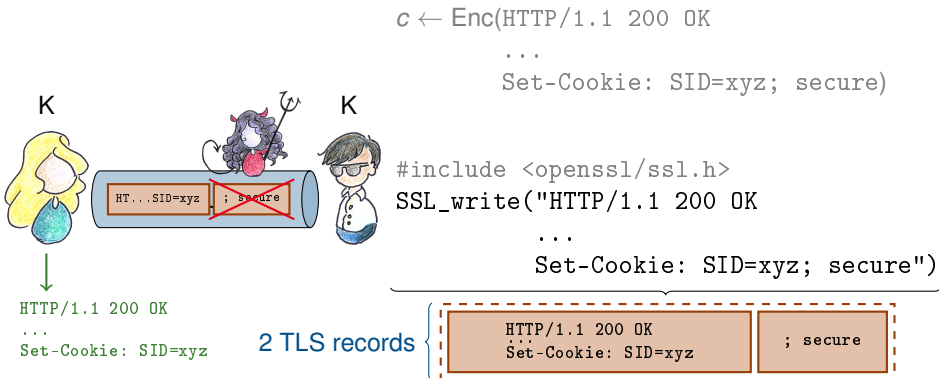 c ← Enc(HTTP/1.1 200 OK
...
Set-Cookie: SID=xyz; secure)
K
K
HT...SID=xyz
; secure
#include <openssl/ssl.h>
SSL_write("HTTP/1.1 200 OK
...
Set-Cookie: SID=xyz; secure")
HTTP/1.1 200 OK
...
Set-Cookie: SID=xyz
2 TLS records
HTTP/1.1 200 OK
...
Set-Cookie: SID=xyz
; secure